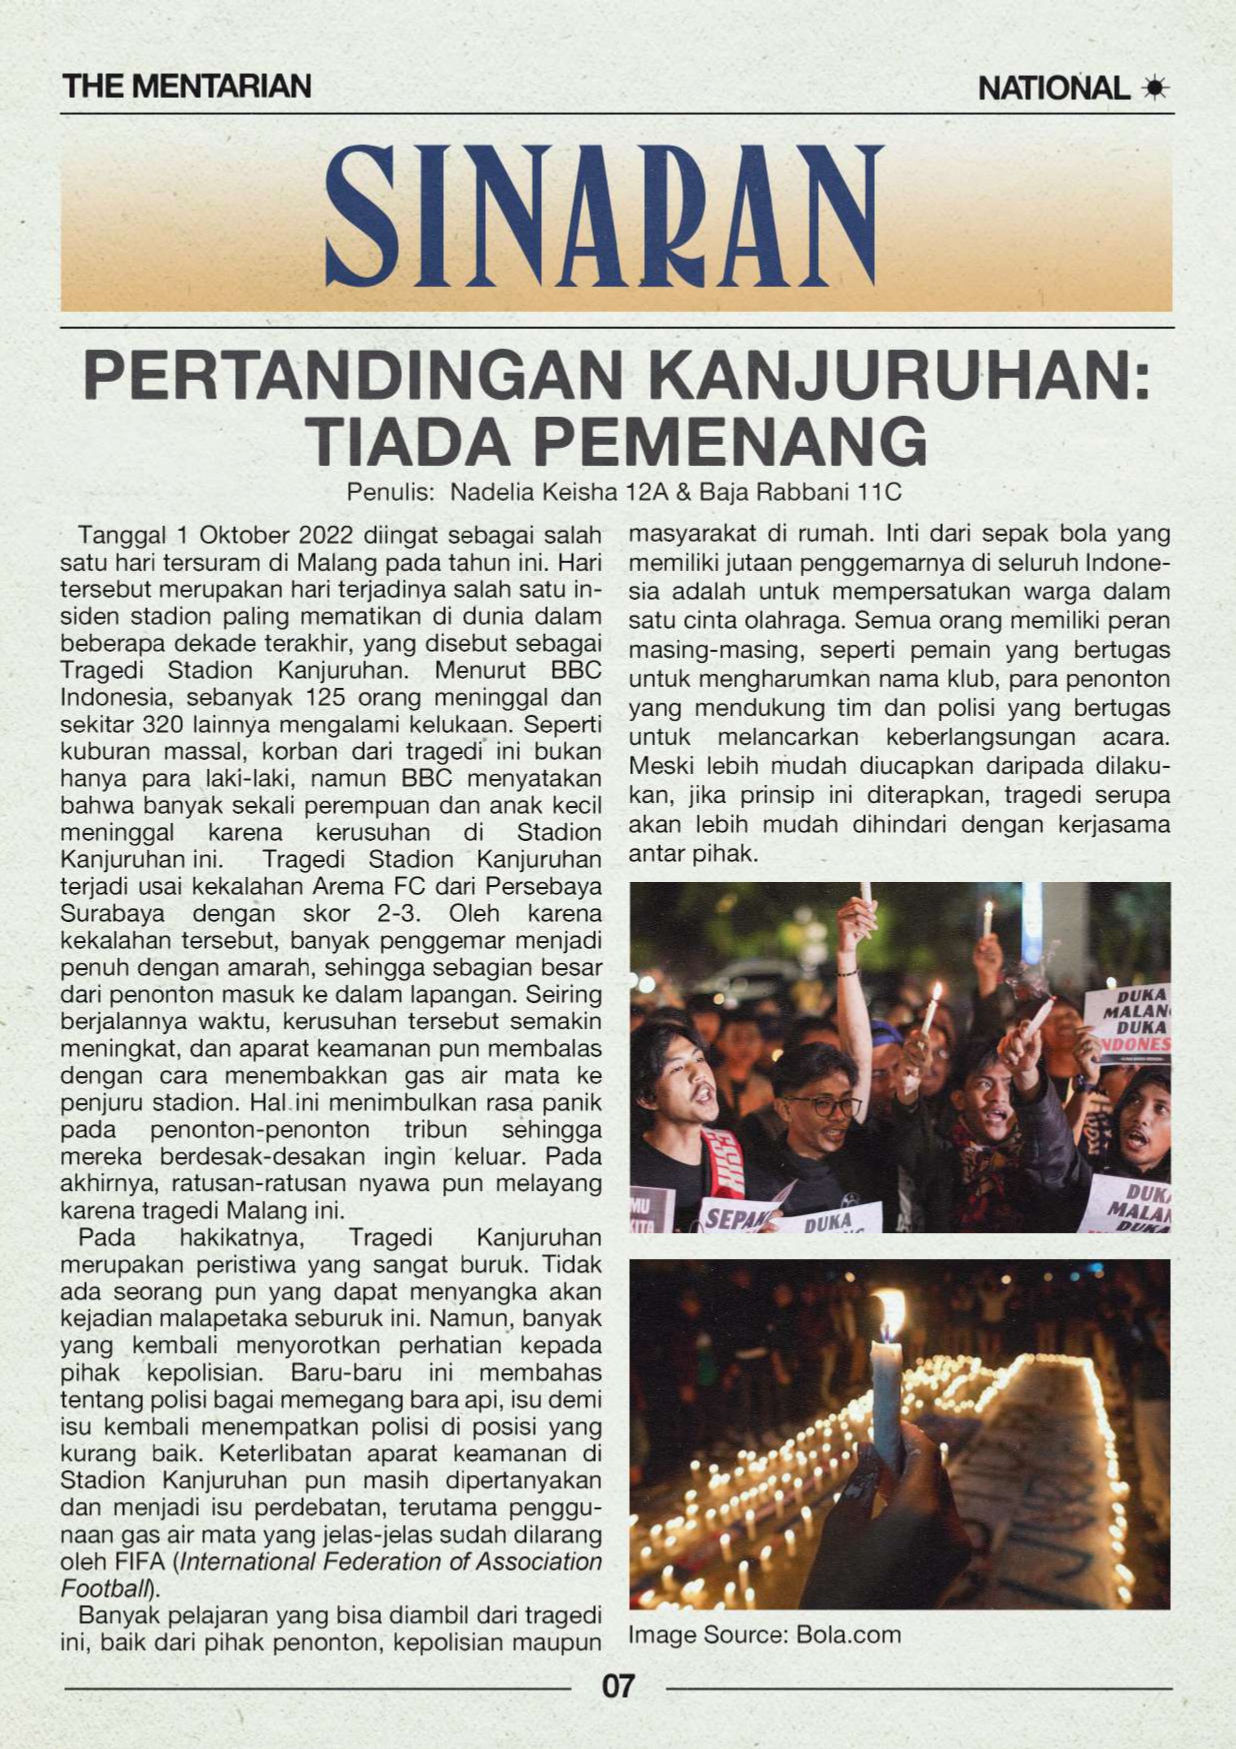 THE MENTARIAN
NATIONAL
SINARAN
PERTANDINGAN KANJURUHAN:
TIADA PEMENANG
Penulis: Nadelia Keisha 12A & Baja Rabbani 11C
Tanggal 1 Oktober 2022 diingat sebagai salah
satu hari tersuram di Malang pada tahun ini. Hari
tersebut merupakan hari terjadinya salah satu in-
siden stadion paling mematikan di dunia dalam
beberapa dekade terakhir, yang disebut sebagai
Tragedi Stadion Kanjuruhan. Menurut BBC
Indonesia, sebanyak 125 orang meninggal dan
sekitar 320 lainnya mengalami kelukaan. Seperti
kuburan massal, korban dari tragedi ini bukan
hanya para laki-laki, namun BBC menyatakan
bahwa banyak sekali perempuan dan anak kecil
meninggal karena kerusuhan di Stadion
Kanjuruhan ini. Tragedi Stadion Kanjuruhan
terjadi usai kekalahan Arema FC dari Persebaya
Surabaya dengan skor 2-3. Oleh karena
kekalahan tersebut, banyak penggemar menjadi
penuh dengan amarah, sehingga sebagian besar
dari penonton masuk ke dalam lapangan. Seiring
berjalannya waktu, kerusuhan tersebut semakin
meningkat, dan aparat keamanan pun membalas
dengan cara menembakkan gas air mata ke
penjuru stadion. Hal ini menimbulkan rasa panik
pada penonton-penonton tribun sehingga
mereka berdesak-desakan ingin keluar. Pada
akhirnya, ratusan-ratusan nyawa pun melayang
karena tragedi Malang ini.
Pada hakikatnya, Tragedi Kanjuruhan
merupakan peristiwa yang sangat buruk. Tidak
ada seorang pun yang dapat menyangka akan
kejadian malapetaka seburuk ini. Namun, banyak
yang kembali menyorotkan perhatian kepada
pihak kepolisian. Baru-baru ini membahas
tentang polisi bagai memegang bara api, isu demi
isu kembali menempatkan polisi di posisi yang
kurang baik. Keterlibatan aparat keamanan di
Stadion Kanjuruhan pun masih dipertanyakan
dan menjadi isu perdebatan, terutama penggu-
naan gas air mata yang jelas-jelas sudah dilarang
oleh FIFA (International Federation of Association
Football).
Banyak pelajaran yang bisa diambil dari tragedi
ini, baik dari pihak penonton, kepolisian maupun
masyarakat di rumah. Inti dari sepak bola yang
memiliki jutaan penggemarnya di seluruh Indone-
sia adalah untuk mempersatukan warga dalam
satu cinta olahraga. Semua orang memiliki peran
masing-masing, seperti pemain yang bertugas
untuk mengharumkan nama klub, para penonton
yang mendukung tim dan polisi yang bertugas
untuk melancarkan keberlangsungan acara.
Meski lebih mudah diucapkan daripada dilaku-
kan, jika prinsip ini diterapkan, tragedi serupa
akan lebih mudah dihindari dengan kerjasama
antar pihak.
DUKA
MALAN
DUKA
NDONES
SEPAK
DUKA
DUKA
MALA
DUKA
Image Source: Bola.com
07